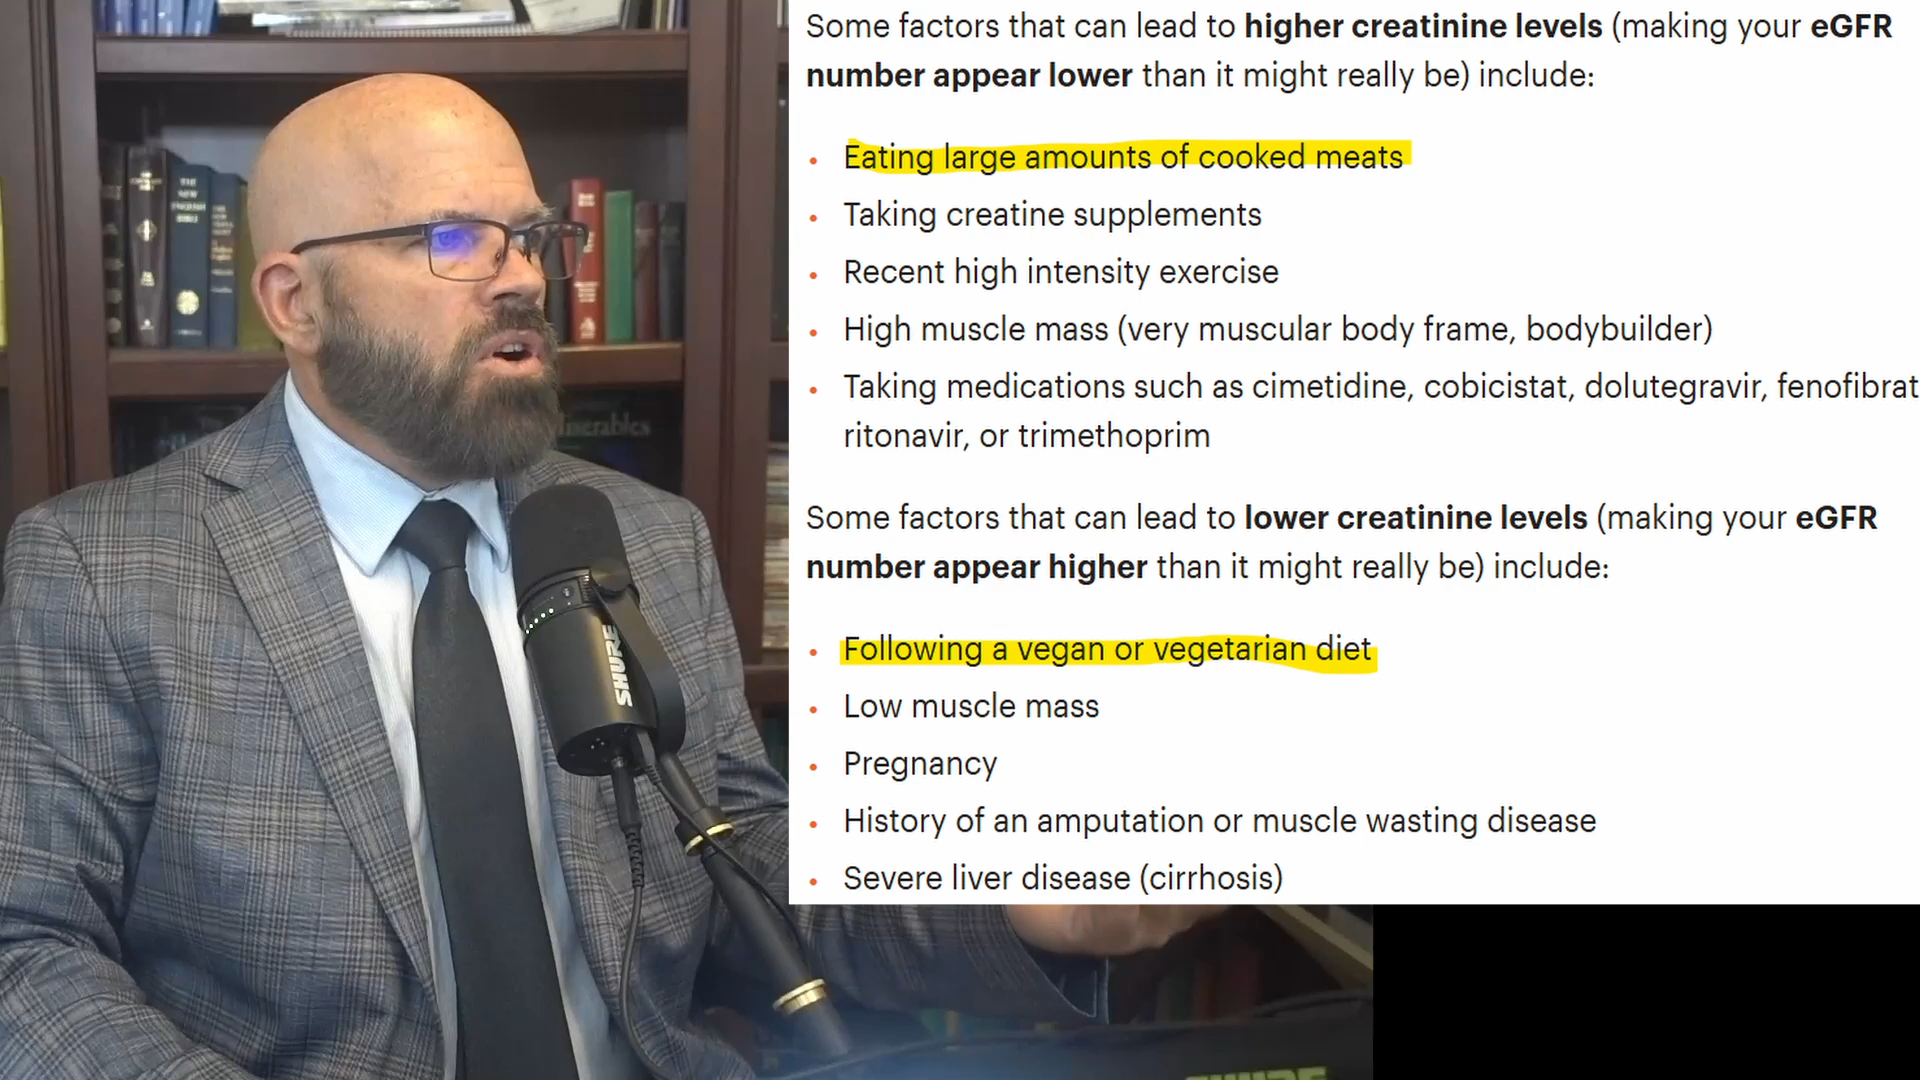 Some factors that can lead to higher creatinine levels (making your eGFR
number appear lower than it might really be) include:
• Eating large amounts of cooked meats
• Taking creatine supplements
• Recent high intensity exercise
• High muscle mass (very muscular body frame, bodybuilder)
• Taking medications such as cimetidine, cobicistat, dolutegravir, fenofibrat
ritonavir, or trimethoprim
Some factors that can lead to lower creatinine levels (making your eGFR
number appear higher than it might really be) include:
• Following a vegan or vegetarian diet
• Low muscle mass
• Pregnancy
• History of an amputation or muscle wasting disease
• Severe liver disease (cirrhosis)
SHURE
THE
NEW
ENGLISH
BIBLE